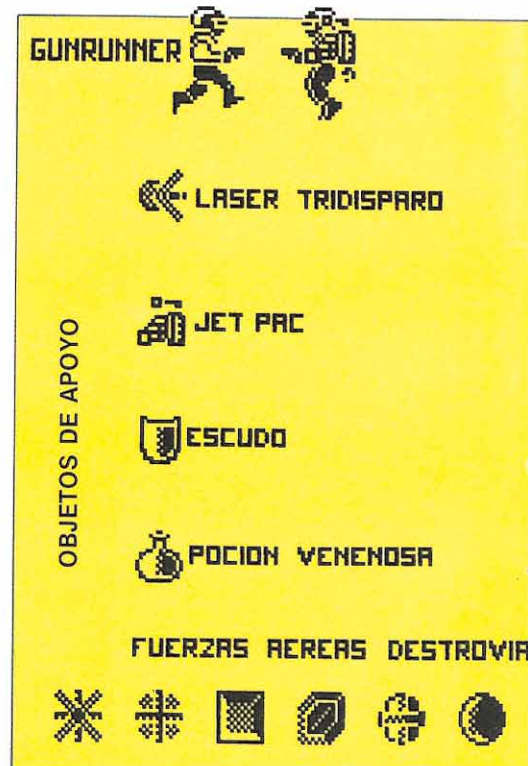 GUNRUNNER
LASER TRIDISPARO
JET PAC
ESCUDO
POCION VENENOSA
OBJETOS DE APOYO
FUERZAS AEREAS DESTROVIA